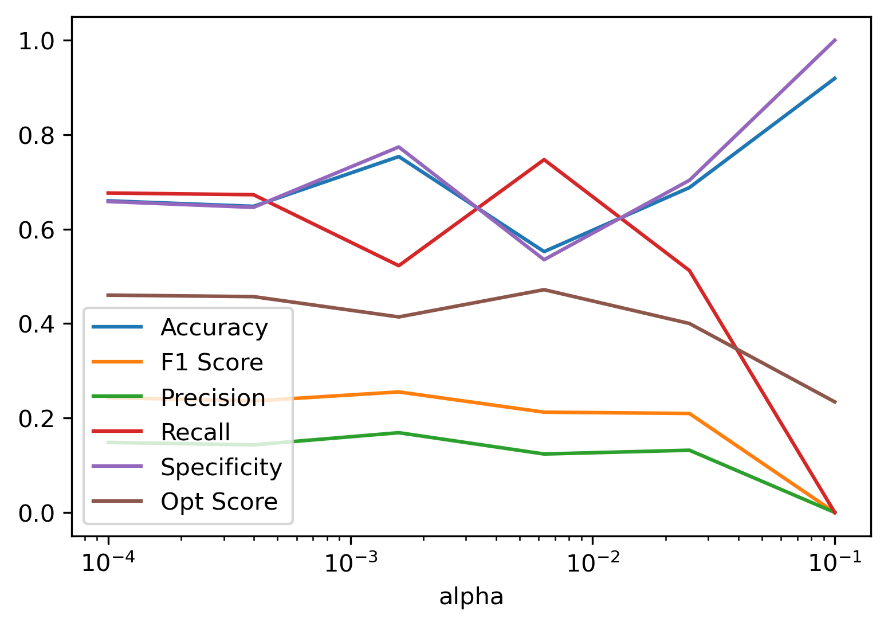 1.0
0.8
0.6
0.4
0.2
0.0
Accuracy
F1 Score
Precision
Recall
Specificity
Opt Score
10⁻⁴
10⁻³
10⁻²
10⁻¹
alpha